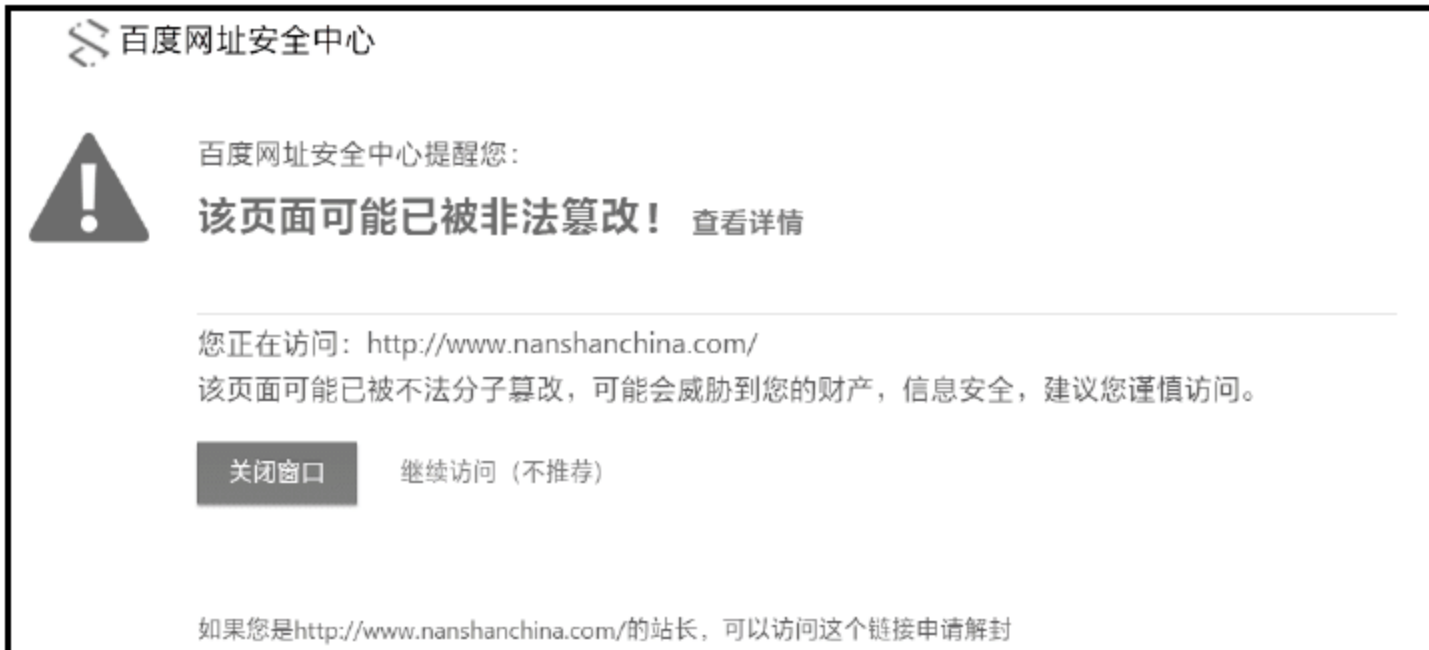 百度网址安全中心
百度网址安全中心提醒您：
该页面可能已被非法篡改！ 查看详情
您正在访问：http://www.nanshanchina.com/
该页面可能已被不法分子篡改，可能会威胁到您的财产，信息安全，建议您谨慎访问。
关闭窗口 继续访问（不推荐）
如果您是http://www.nanshanchina.com/的站长，可以访问这个链接申请解封